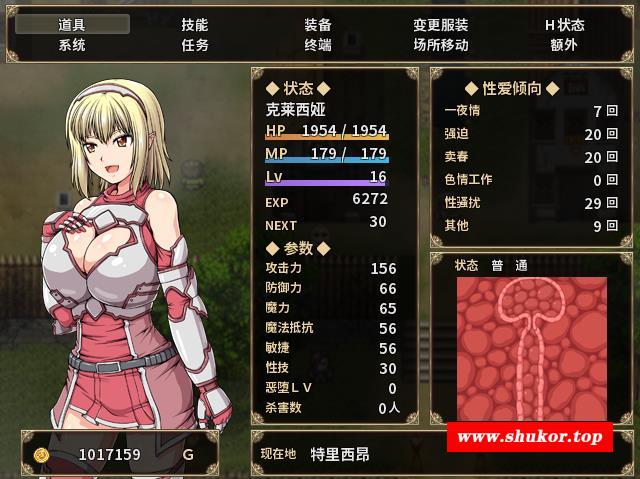 道具 技能 装备 变更服装 H状态
系统 任务 终端 场所移动 额外
◆ 状态 ◆
克莱西娅
HP 1954 / 1954
MP 179 / 179
Lv 16
EXP 6272
NEXT 30
◆ 参数 ◆
攻击力 156
防御力 66
魔力 65
魔法抵抗 56
敏捷 56
性技 30
恶堕ＬＶ 0
杀害数 0人
◆ 性爱倾向 ◆
一夜情 7 回
强迫 20 回
卖春 20 回
色情工作 0 回
性骚扰 29 回
其他 9 回
状态 普 通
www.shukor.top
1017159 G
现在地 特里西昂